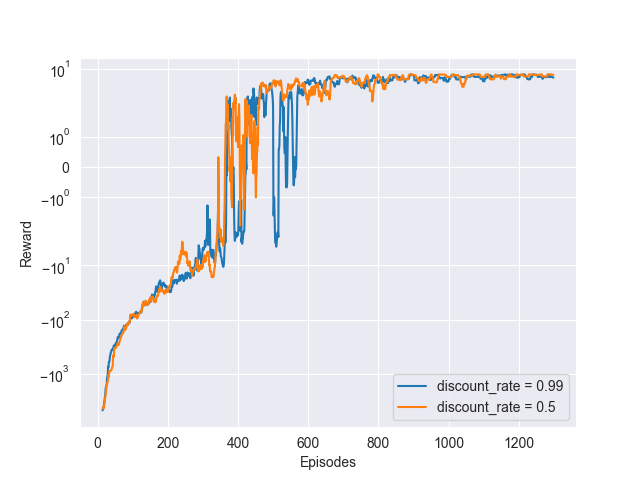 10¹
10⁰
0
−10⁰
−10¹
−10²
−10³
Reward
0 200 400 600 800 1000 1200
Episodes
discount_rate = 0.99
discount_rate = 0.5